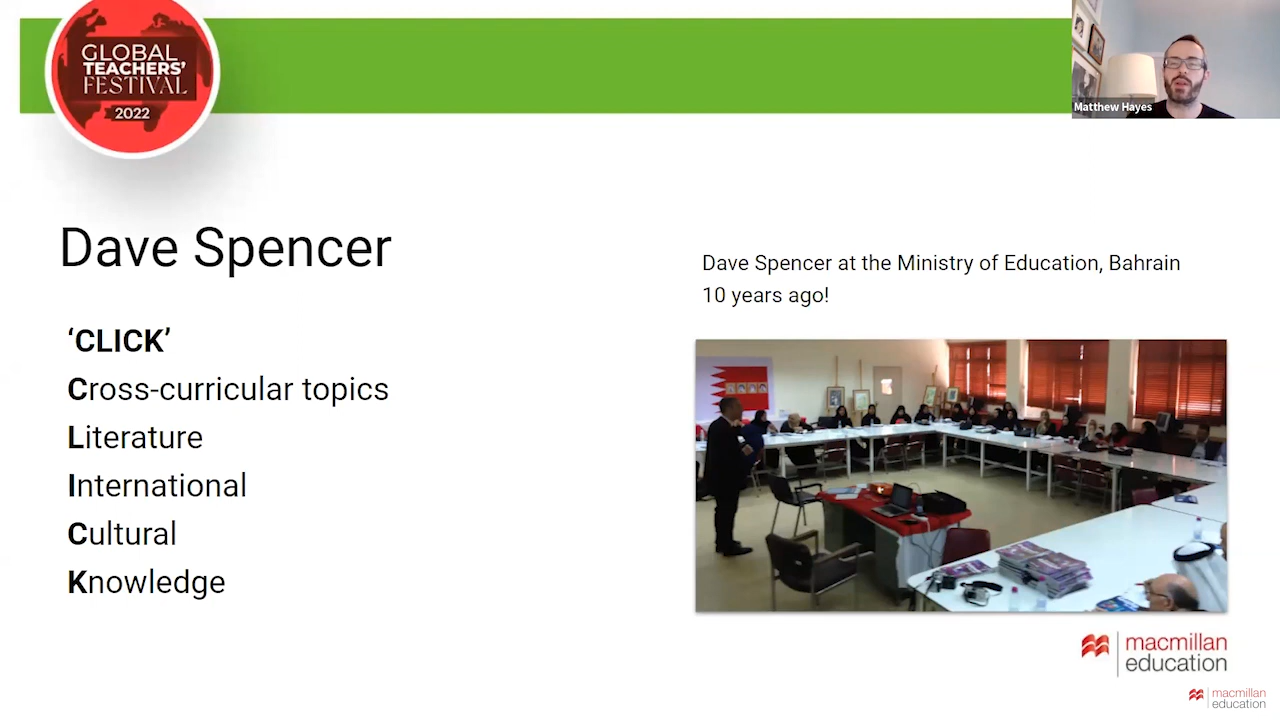 GLOBAL
TEACHERS'
FESTIVAL
2022
Matthew Hayes
Dave Spencer
‘CLICK’
Cross-curricular topics
Literature
International
Cultural
Knowledge
Dave Spencer at the Ministry of Education, Bahrain
10 years ago!
macmillan
education
macmillan
education